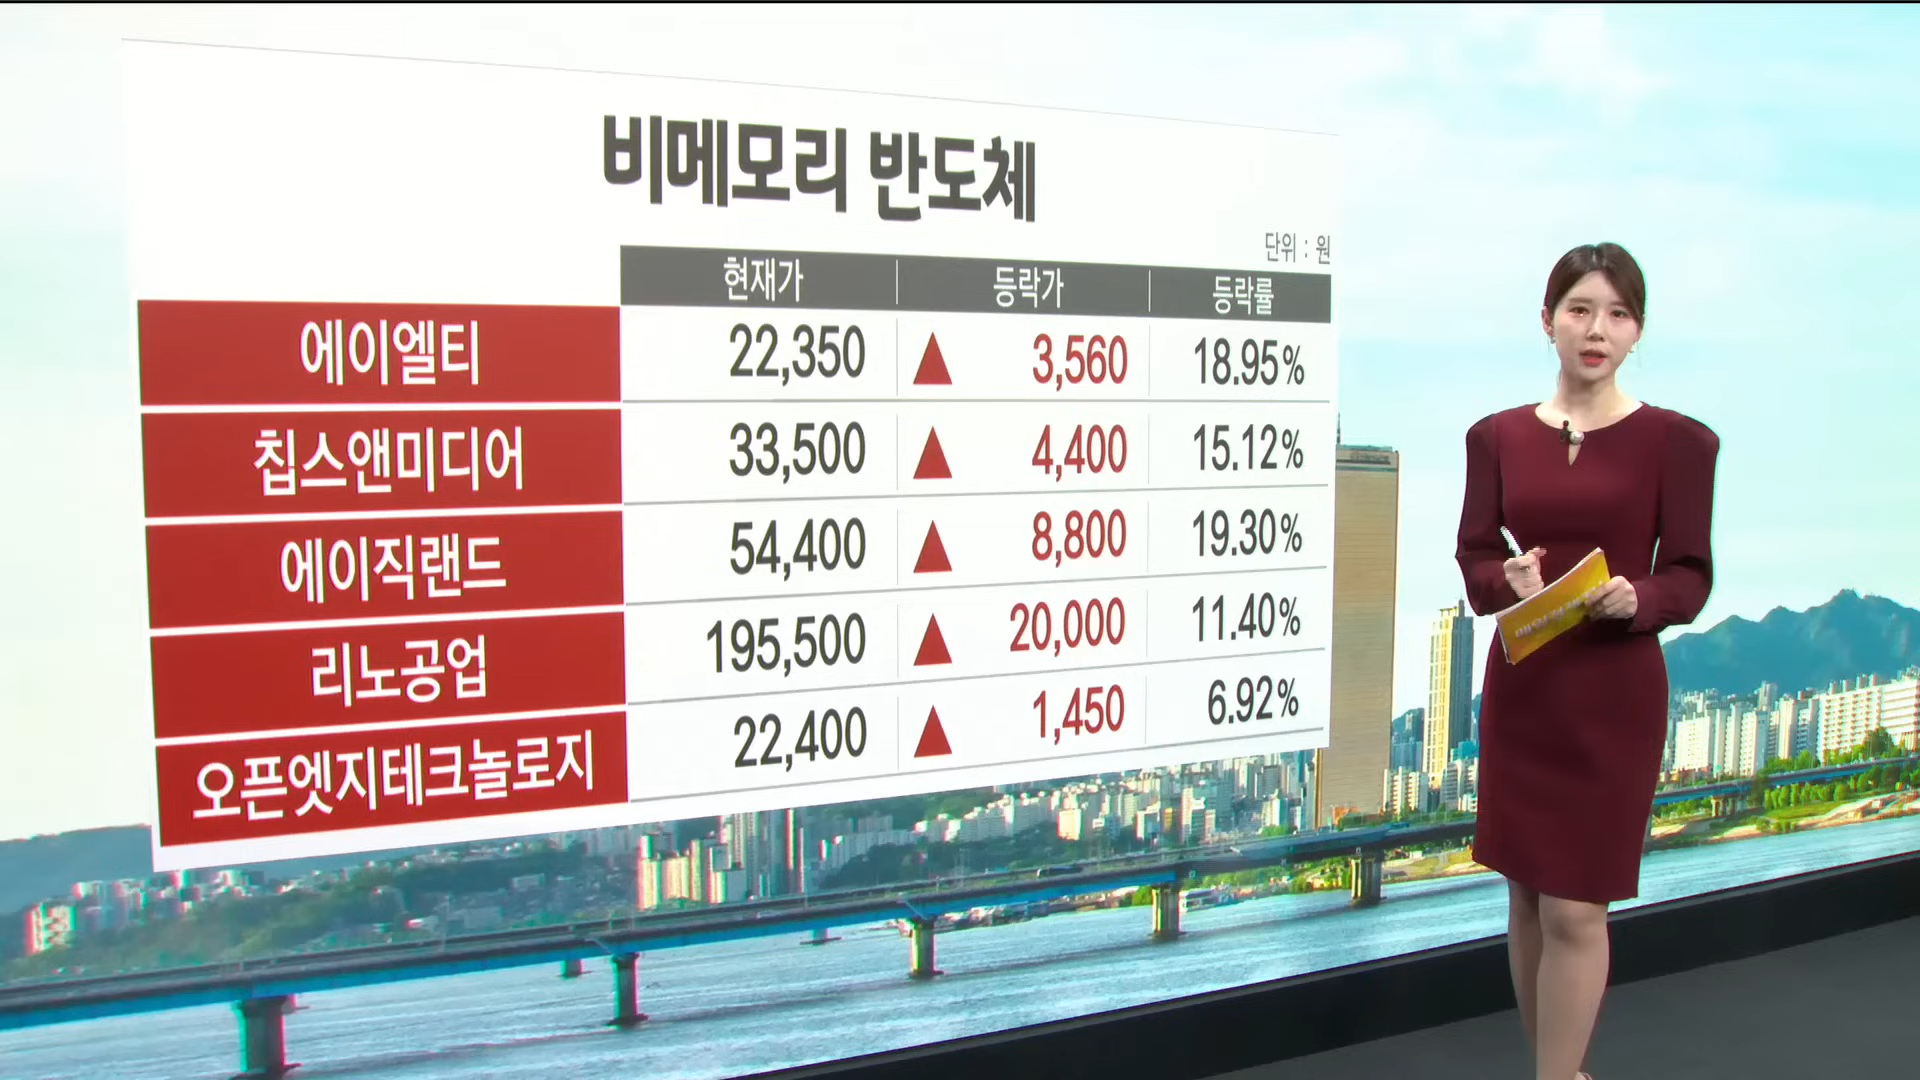 비메모리 반도체
단위 : 원
현재가 등락가 등락률
에이엘티 22,350 ▲ 3,560 18.95%
칩스앤미디어 33,500 ▲ 4,400 15.12%
에이직랜드 54,400 ▲ 8,800 19.30%
리노공업 195,500 ▲ 20,000 11.40%
오픈엣지테크놀로지 22,400 ▲ 1,450 6.92%